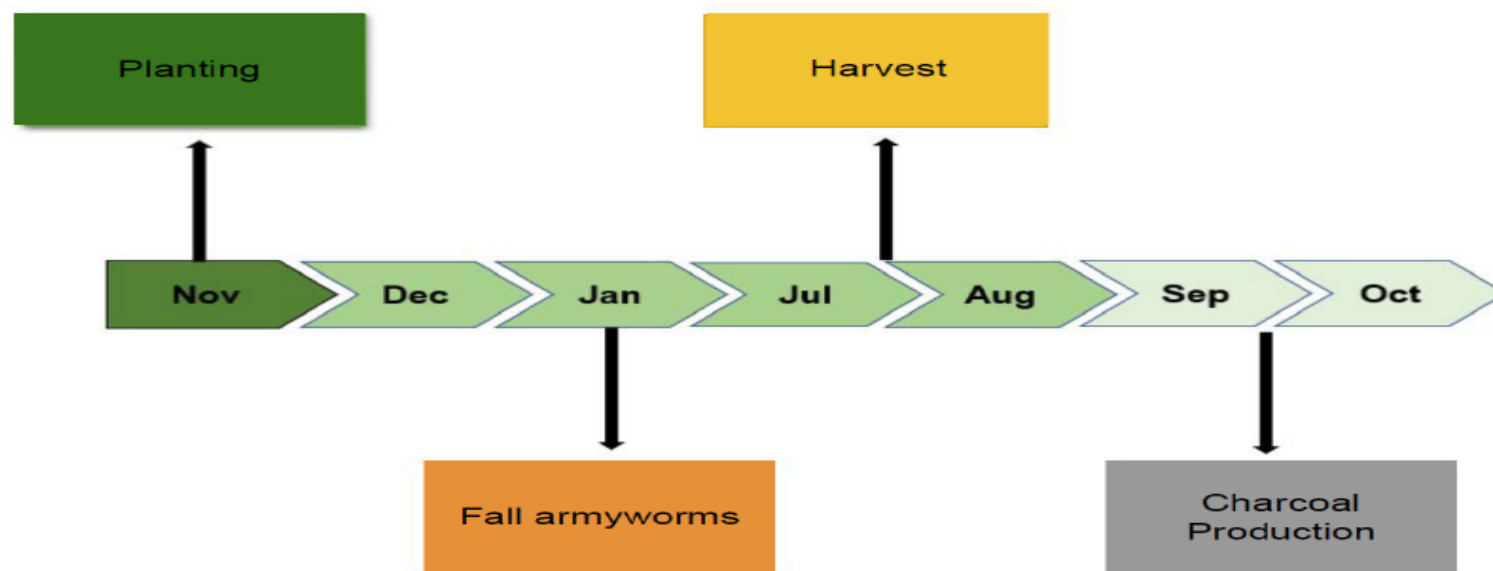 Planting
Harvest
Nov
Dec
Jan
Jul
Aug
Sep
Oct
Fall armyworms
Charcoal
Production